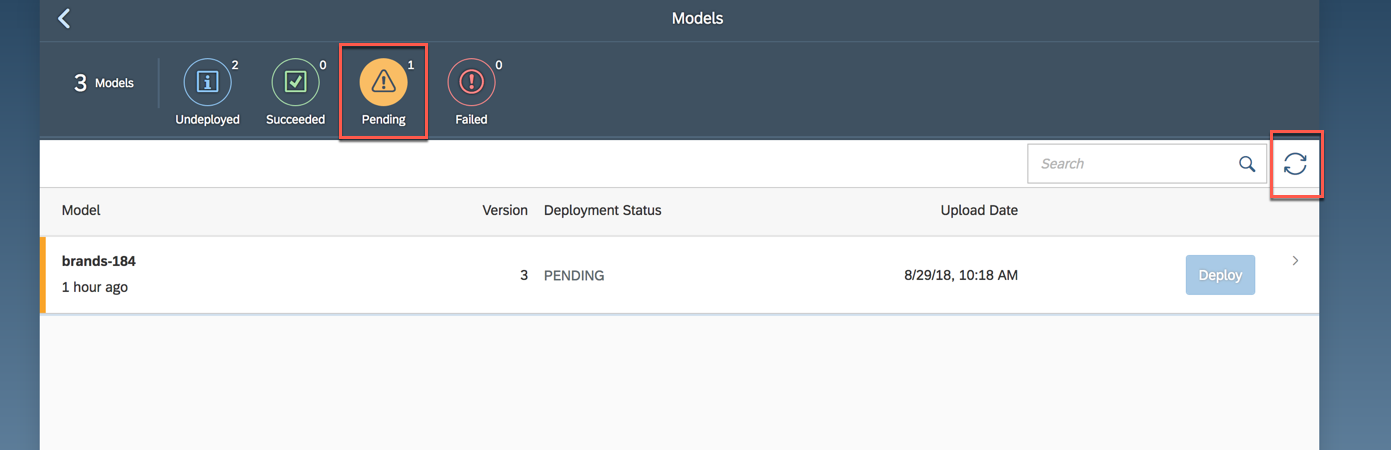 Models
3 Models
2
Undeployed
0
Succeeded
1
Pending
0
Failed
Search
Model Version Deployment Status Upload Date
brands-184
1 hour ago
3 PENDING 8/29/18, 10:18 AM Deploy